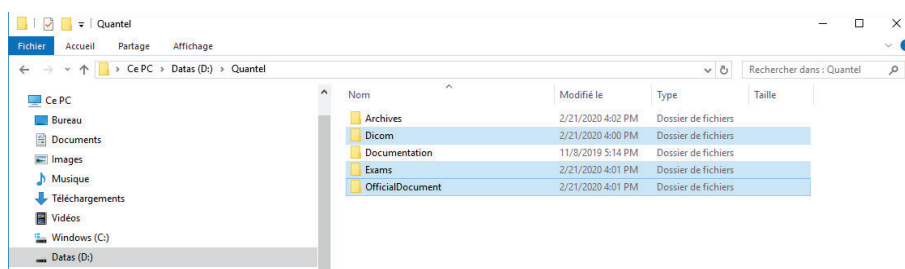 Quantel
Fichier Accueil Partage Affichage
Ce PC > Datas (D:) > Quantel
Rechercher dans : Quantel
Ce PC
Bureau
Documents
Images
Musique
Téléchargements
Vidéos
Windows (C:)
Datas (D:)
Nom Modifié le Type Taille
Archives 2/21/2020 4:02 PM Dossier de fichiers
Dicom 2/21/2020 4:00 PM Dossier de fichiers
Documentation 11/8/2019 5:14 PM Dossier de fichiers
Exams 2/21/2020 4:01 PM Dossier de fichiers
OfficialDocument 2/21/2020 4:01 PM Dossier de fichiers